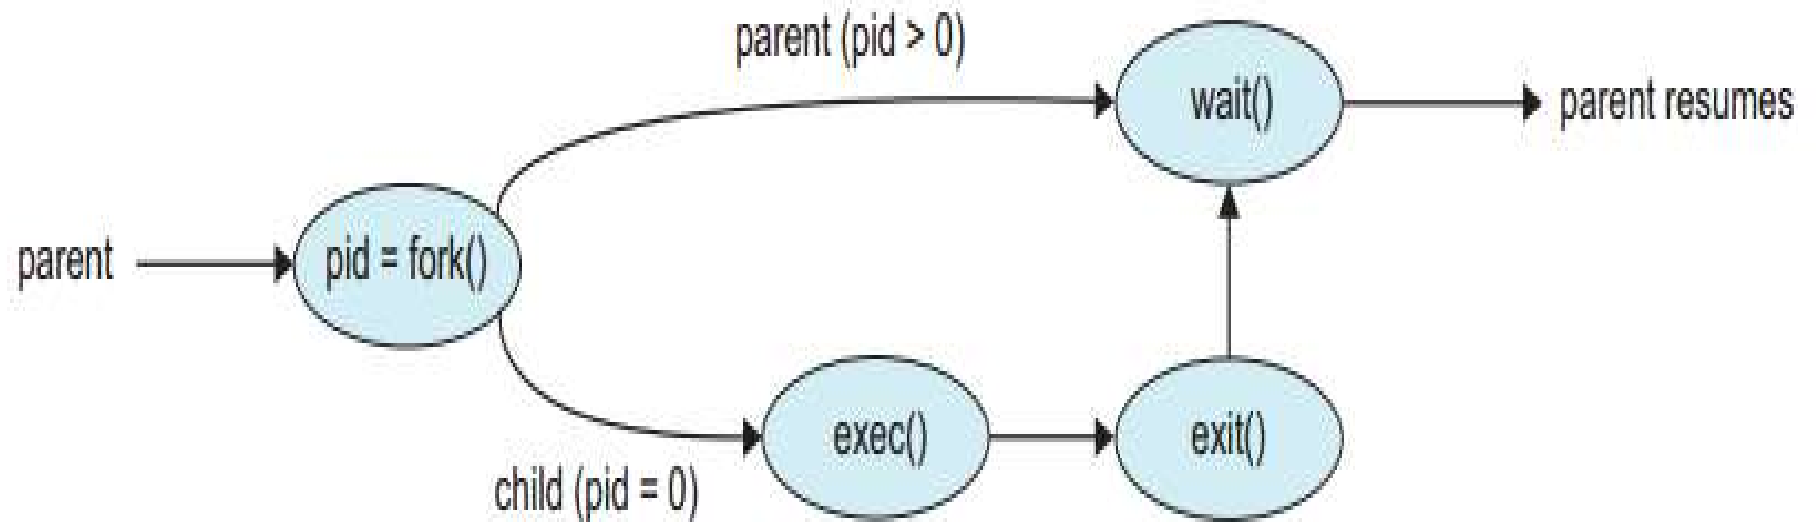 parent (pid > 0)
wait()
parent resumes
parent
pid = fork()
exec()
exit()
child (pid = 0)